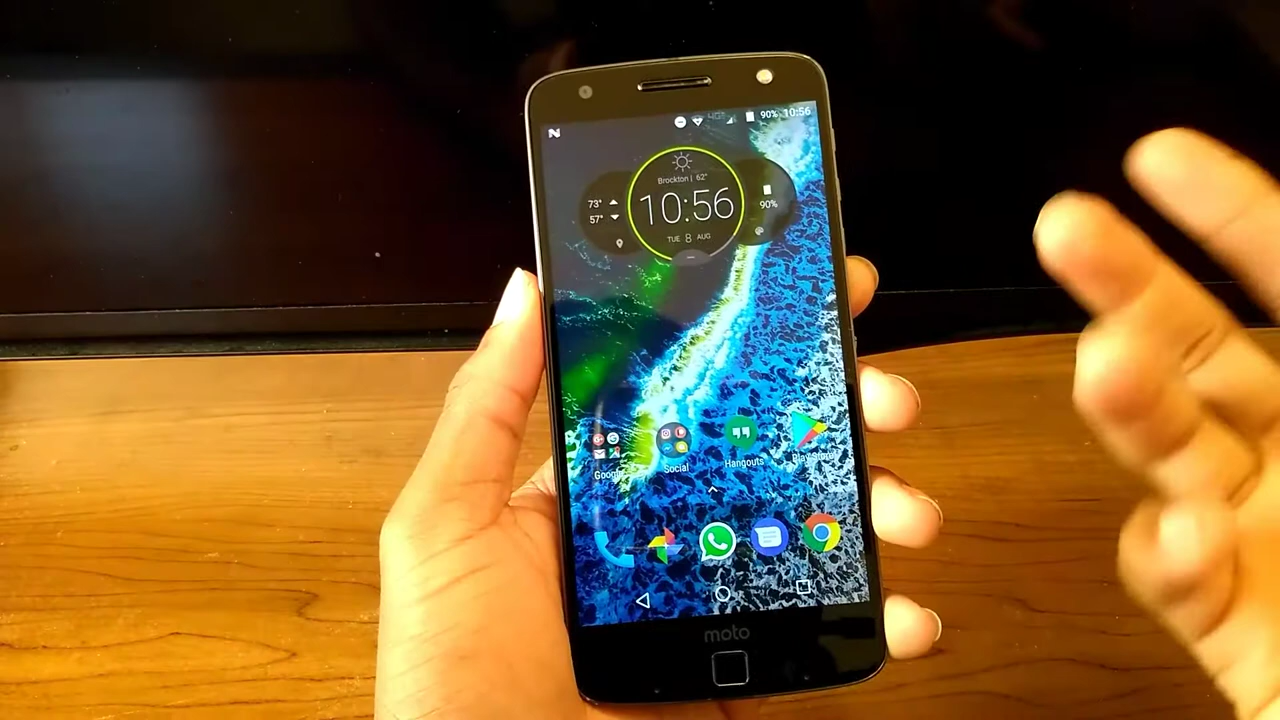 90% 10:56
Brockton | 62°
73°
10:56
90%
57°
TUE 8 AUG
Google
Social
Hangouts
Play Store
moto